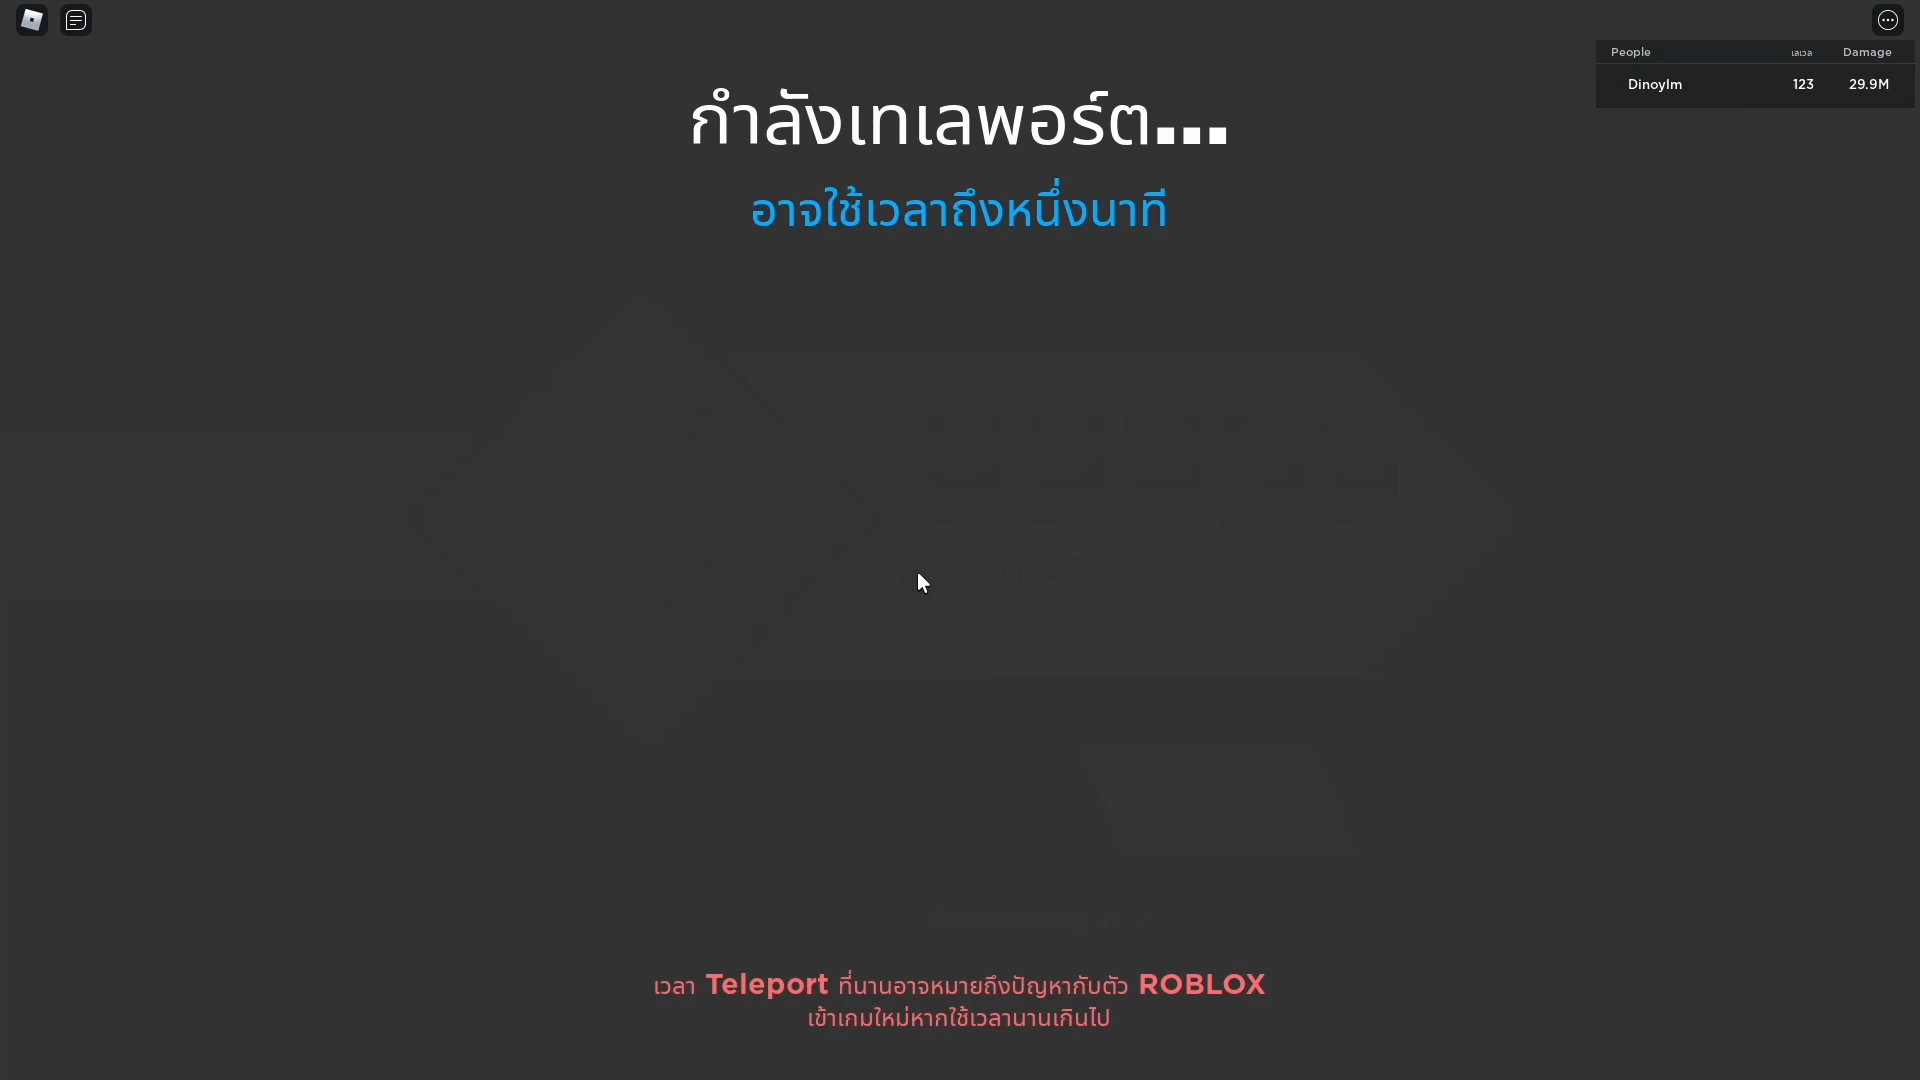 People เลเวล Damage
Dinoylm 123 29.9M
กำลังเทเลพอร์ต...
อาจใช้เวลาถึงหนึ่งนาที
เวลา Teleport ที่นานอาจหมายถึงปัญหากับตัว ROBLOX
เข้าเกมใหม่หากใช้เวลานานเกินไป